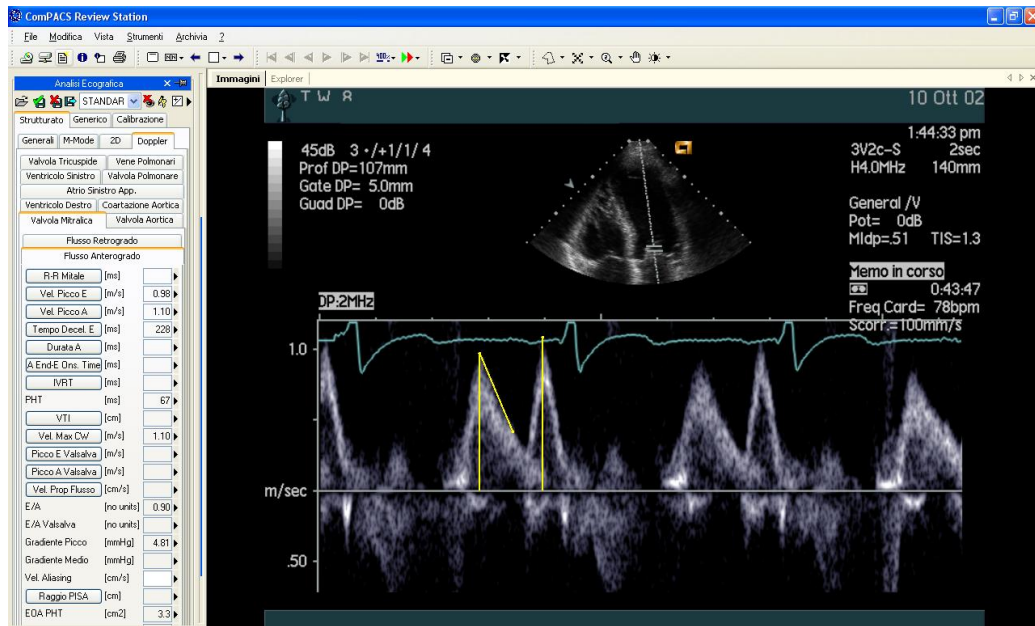 ComPACS Review Station
File Modifica Vista Strumenti Archivia ?
100%
Analisi Ecografica
STANDAR
Strutturato Generico Calibrazione
Generali M-Mode 2D Doppler
Valvola Tricuspide Vene Polmonari
Ventricolo Sinistro Valvola Polmonare
Atrio Sinistro App.
Ventricolo Destro Coartazione Aortica
Valvola Mitralica Valvola Aortica
Flusso Retrogrado
Flusso Anterogrado
R-R Mitale [ms]
Vel. Picco E [m/s] 0.98
Vel. Picco A [m/s] 1.10
Tempo Decel. E [ms] 228
Durata A [ms]
A End-E Ons. Time [ms]
IVRT [ms]
PHT [ms] 67
VTI [cm]
Vel. Max CW [m/s] 1.10
Picco E Valsalva [m/s]
Picco A Valsalva [m/s]
Vel. Prop Flusso [cm/s]
E/A [no units] 0.90
E/A Valsalva [no units]
Gradiente Picco [mmHg] 4.81
Gradiente Medio [mmHg]
Vel. Aliasing [cm/s]
Raggio PISA [cm]
EOA PHT [cm2] 3.3
Immagini Explorer
T W R
10 Ott 02
45dB 3 ·/+1/1/ 4
Prof DP=107mm
Gate DP= 5.0mm
Guad DP= 0dB
1:44:33 pm
3V2c-S 2sec
H4.0MHz 140mm
General /V
Pot= 0dB
MIdp=.51 TIS=1.3
Memo in corso
0:43:47
Freq Card= 78bpm
Scorr.=100mm/s
DP:2MHz
1.0
m/sec
.50